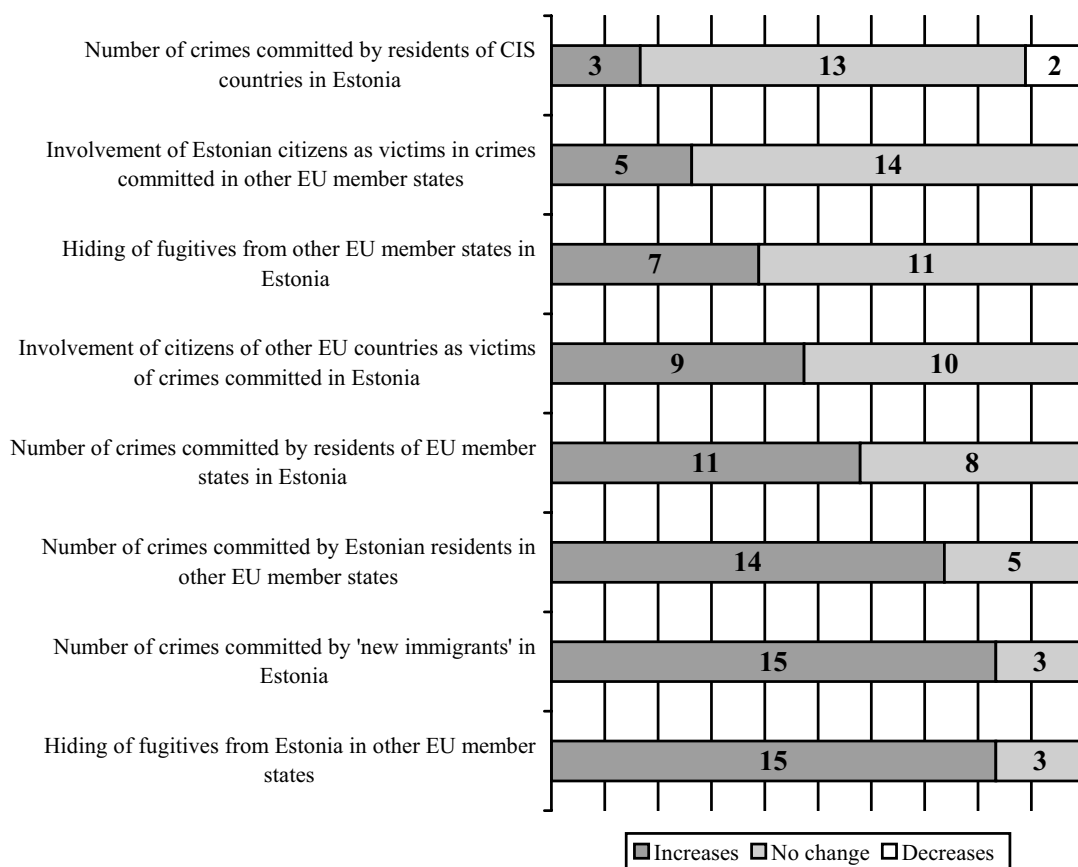 Number of crimes committed by residents of CIS
countries in Estonia
3 13 2
Involvement of Estonian citizens as victims in crimes
committed in other EU member states
5 14
Hiding of fugitives from other EU member states in
Estonia
7 11
Involvement of citizens of other EU countries as victims
of crimes committed in Estonia
9 10
Number of crimes committed by residents of EU member
states in Estonia
11 8
Number of crimes committed by Estonian residents in
other EU member states
14 5
Number of crimes committed by 'new immigrants' in
Estonia
15 3
Hiding of fugitives from Estonia in other EU member
states
15 3
Increases No change Decreases